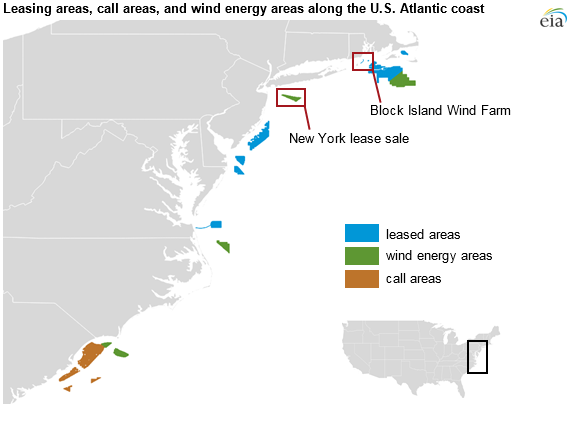 Leasing areas, call areas, and wind energy areas along the U.S. Atlantic coast
eia
Block Island Wind Farm
New York lease sale
leased areas
wind energy areas
call areas